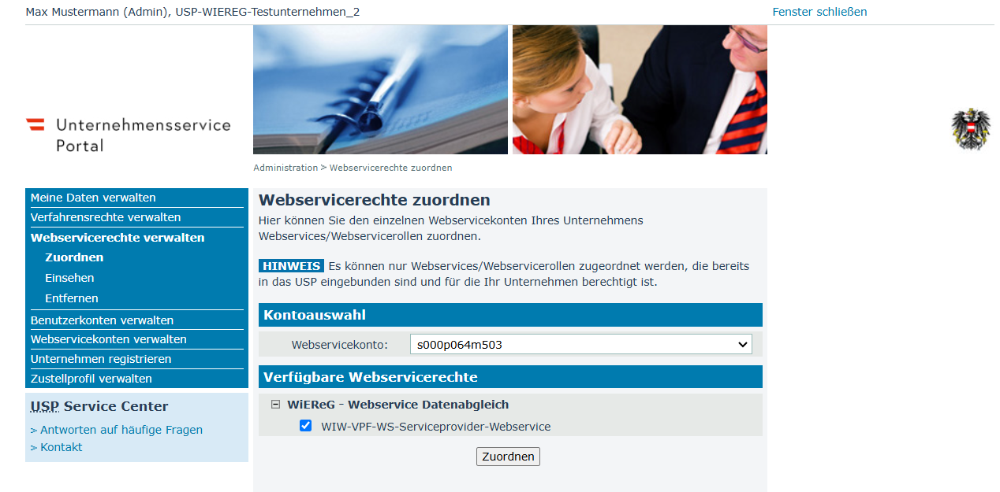 Max Mustermann (Admin), USP-WIEREG-Testunternehmen_2
Fenster schließen
Unternehmensservice
Portal
Administration > Webservicerechte zuordnen
Meine Daten verwalten
Verfahrensrechte verwalten
Webservicerechte verwalten
Zuordnen
Einsehen
Entfernen
Benutzerkonten verwalten
Webservicekonten verwalten
Unternehmen registrieren
Zustellprofil verwalten
USP Service Center
> Antworten auf häufige Fragen
> Kontakt
Webservicerechte zuordnen
Hier können Sie den einzelnen Webservicekonten Ihres Unternehmens
Webservices/Webservicerollen zuordnen.
HINWEIS Es können nur Webservices/Webservicerollen zugeordnet werden, die bereits
in das USP eingebunden sind und für die Ihr Unternehmen berechtigt ist.
Kontoauswahl
Webservicekonto: s000p064m503
Verfügbare Webservicerechte
WiEReG - Webservice Datenabgleich
WIW-VPF-WS-Serviceprovider-Webservice
Zuordnen